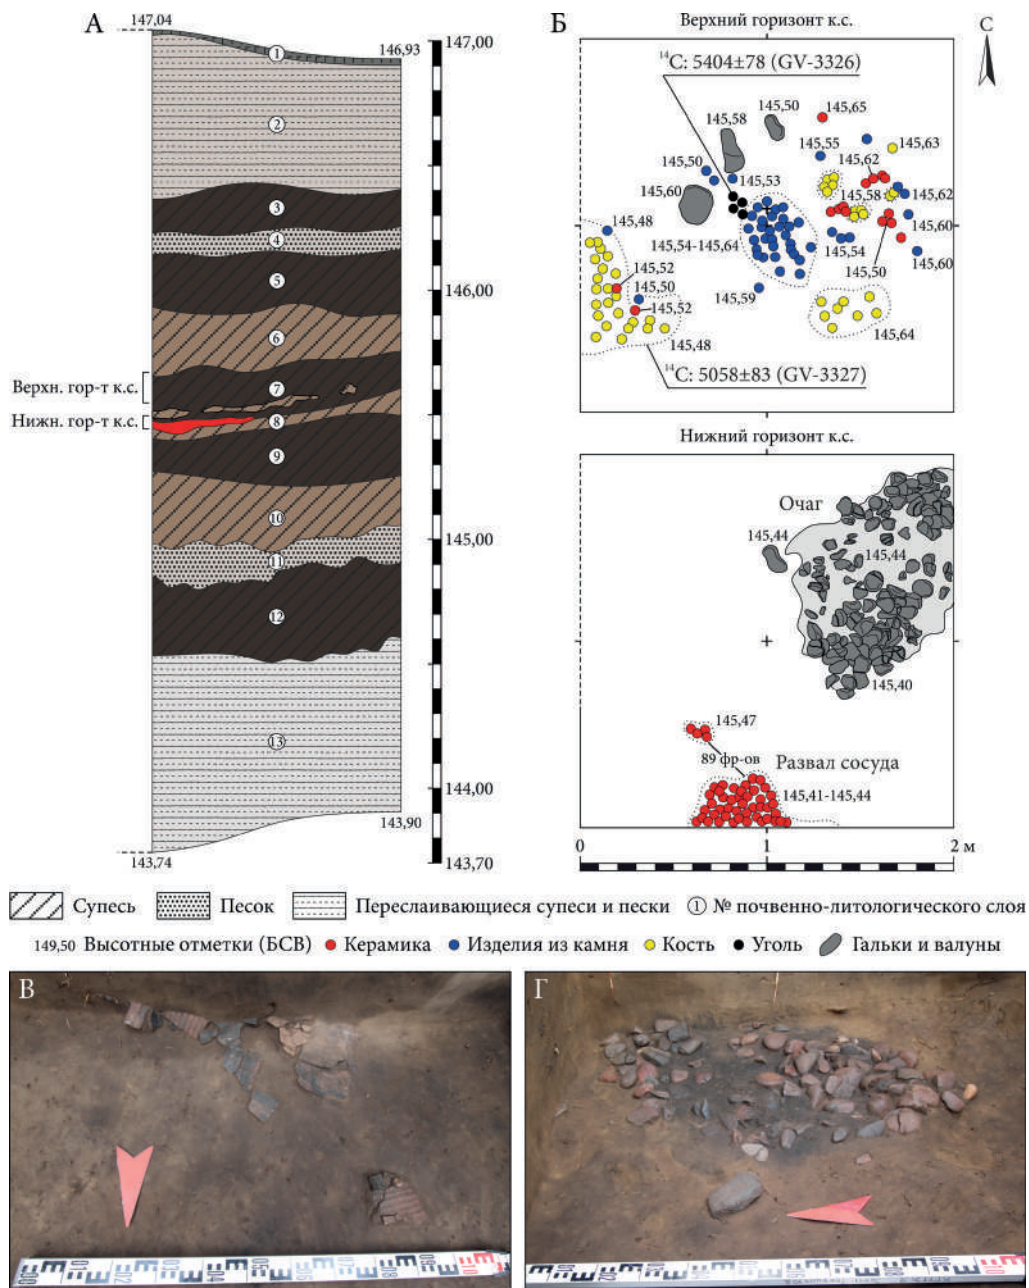 А
147,04
146,93
147,00
146,00
145,00
144,00
143,70
1
2
3
4
5
6
7
8
9
10
11
12
13
Верхн. гор-т к.с.
Нижн. гор-т к.с.
143,90
143,74
Б
Верхний горизонт к.с.
С
¹⁴C: 5404±78 (GV-3326)
145,65
145,50
145,58
145,55
145,63
145,62
145,50
145,53
145,60
145,58
145,62
145,48
145,54-145,64
145,54
145,60
145,52
145,50
145,50
145,60
145,52
145,59
145,48
145,64
¹⁴C: 5058±83 (GV-3327)
Нижний горизонт к.с.
Очаг
145,44
145,44
145,40
145,47
89 фр-ов
Развал сосуда
145,41-145,44
0
1
2 м
Супесь
Песок
Переслаивающиеся супеси и пески
1 № почвенно-литологического слоя
149,50 Высотные отметки (БСВ)
Керамика
Изделия из камня
Кость
Уголь
Гальки и валуны
В
Г